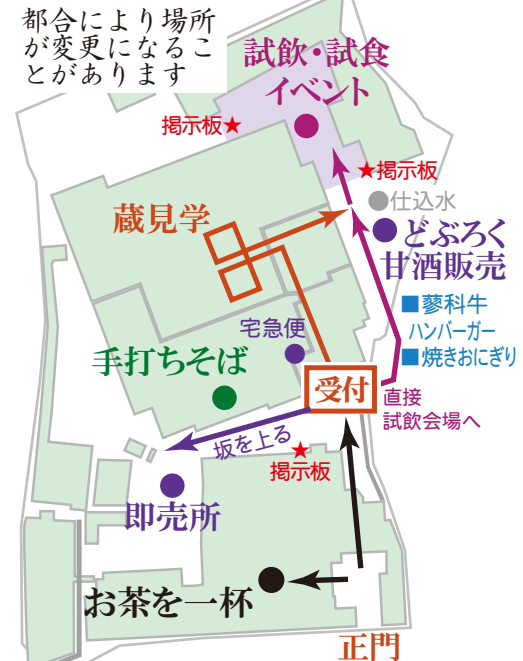 都合により場所
が変更になるこ
とがあります
試飲・試食
イベント
掲示板★
★掲示板
●仕込水
蔵見学
●どぶろく
甘酒販売
■蓼科牛
ハンバーガー
■焼きおにぎり
宅急便
手打ちそば
受付
直接
試飲会場へ
坂を上る
★
掲示板
即売所
お茶を一杯
正門